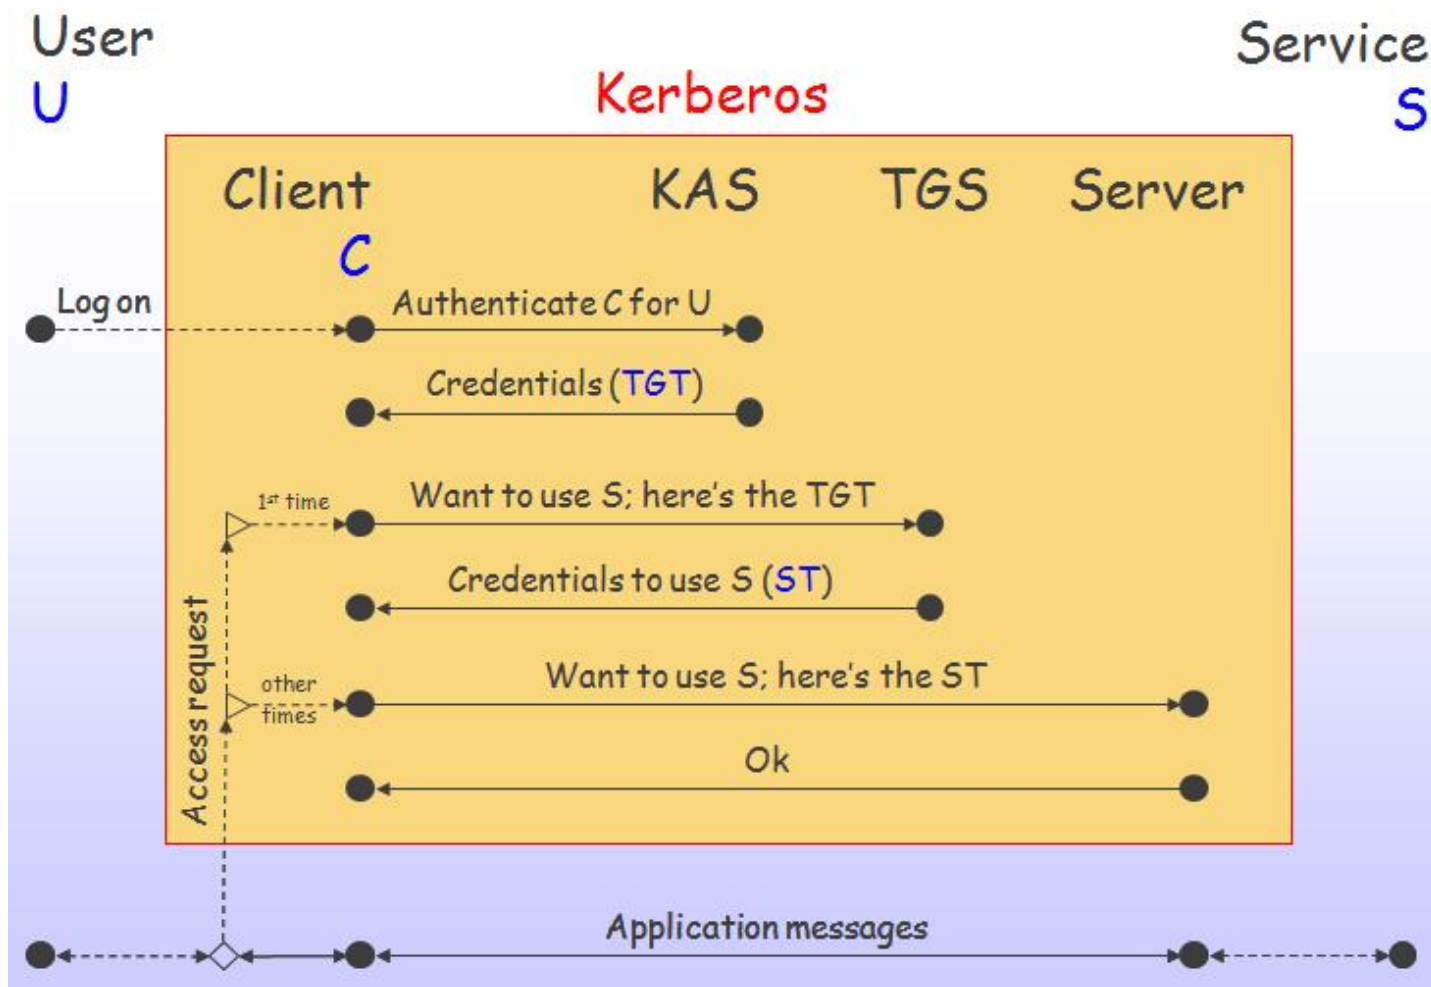 User
Service
U
Kerberos
S
Client
KAS
TGS
Server
C
Log on
Authenticate C for U
Credentials (TGT)
1st time
Want to use S; here's the TGT
Credentials to use S (ST)
Access request
other
times
Want to use S; here's the ST
Ok
Application messages